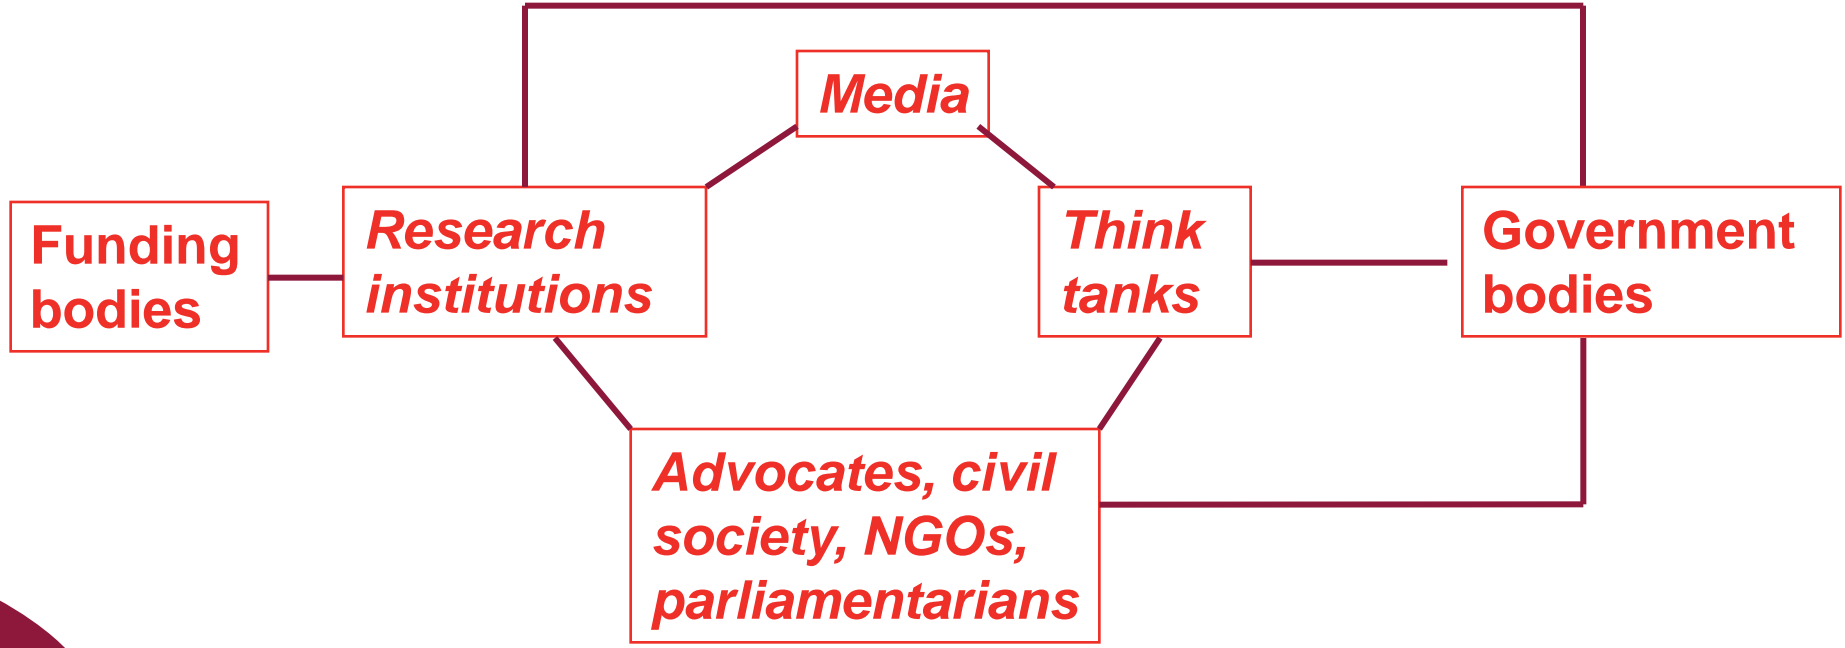 Media
Funding
bodies
Research
institutions
Think
tanks
Government
bodies
Advocates, civil
society, NGOs,
parliamentarians